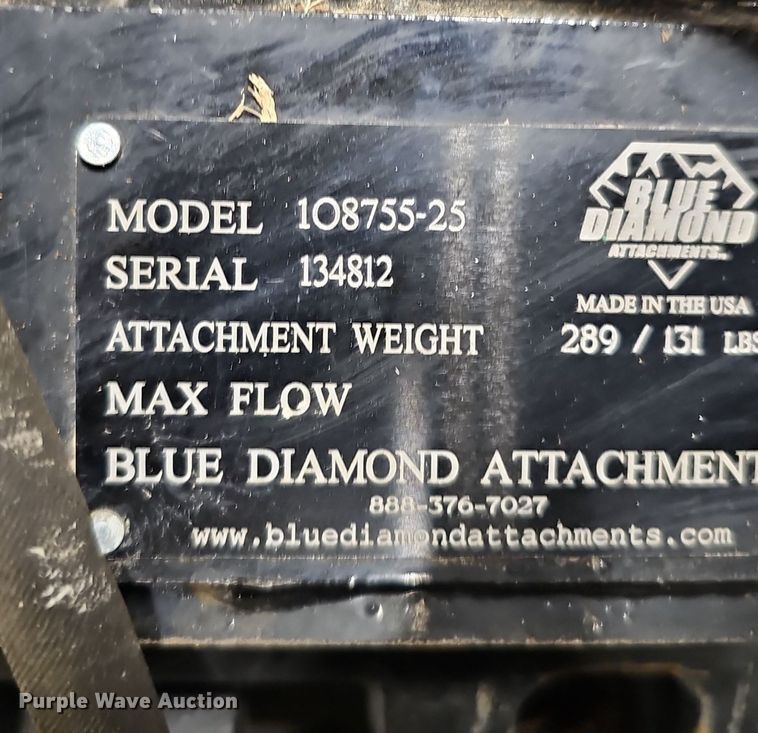 BLUE
DIAMOND
ATTACHMENTS
MADE IN THE USA
MODEL 108755-25
SERIAL 134812
ATTACHMENT WEIGHT 289 / 131 LBS
MAX FLOW
BLUE DIAMOND ATTACHMENT
888-376-7027
www.bluediamondattachments.com
Purple Wave Auction